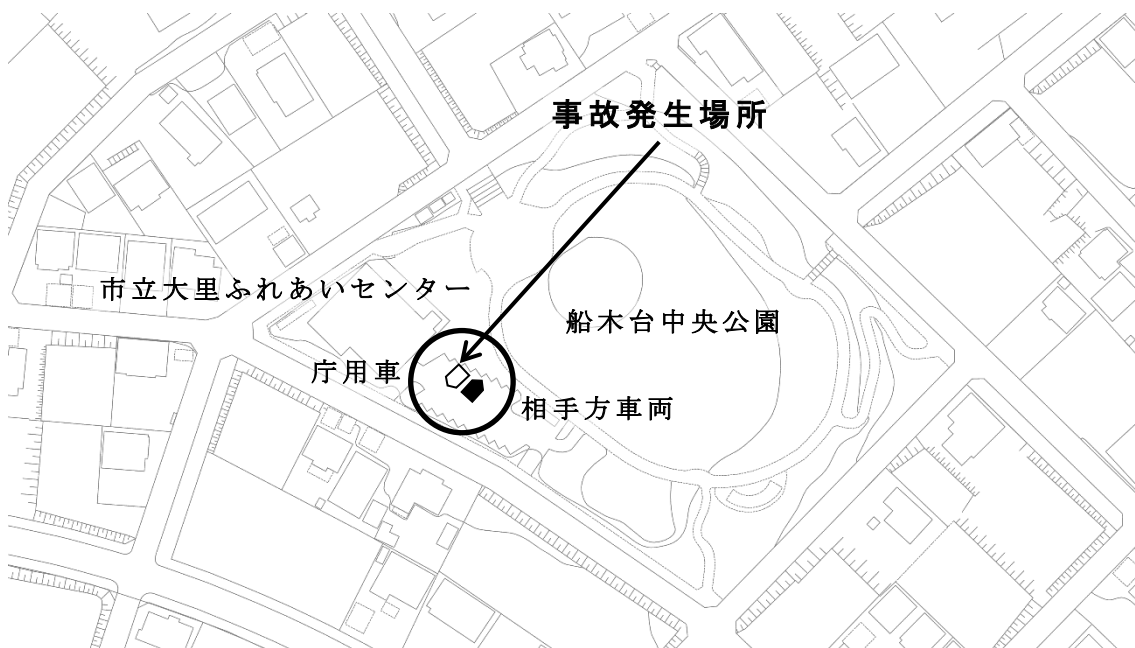 事故発生場所
市立大里ふれあいセンター
船木台中央公園
庁用車
相手方車両